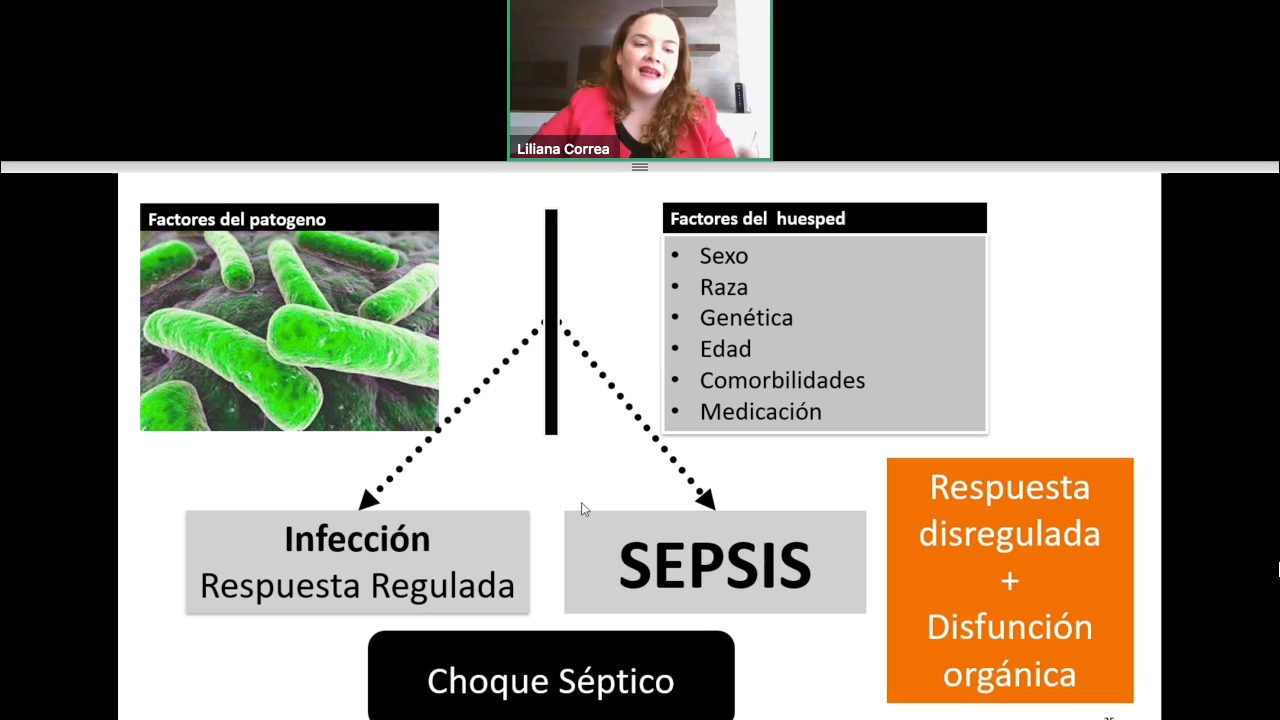 Liliana Correa
Factores del patogeno
Factores del huesped
• Sexo
• Raza
• Genética
• Edad
• Comorbilidades
• Medicación
Infección
Respuesta Regulada
SEPSIS
Respuesta
disregulada
+
Disfunción
orgánica
Choque Séptico